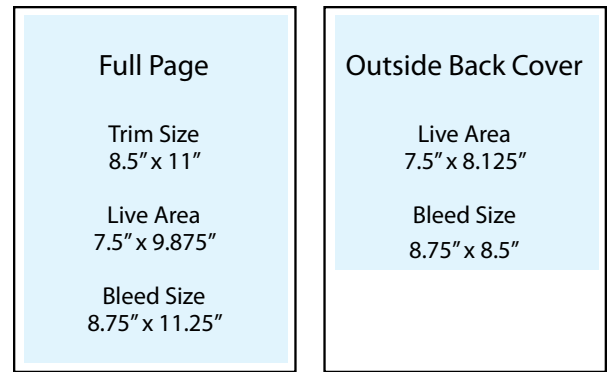 Full Page
Trim Size
8.5” x 11”
Live Area
7.5” x 9.875”
Bleed Size
8.75” x 11.25”
Outside Back Cover
Live Area
7.5” x 8.125”
Bleed Size
8.75” x 8.5”